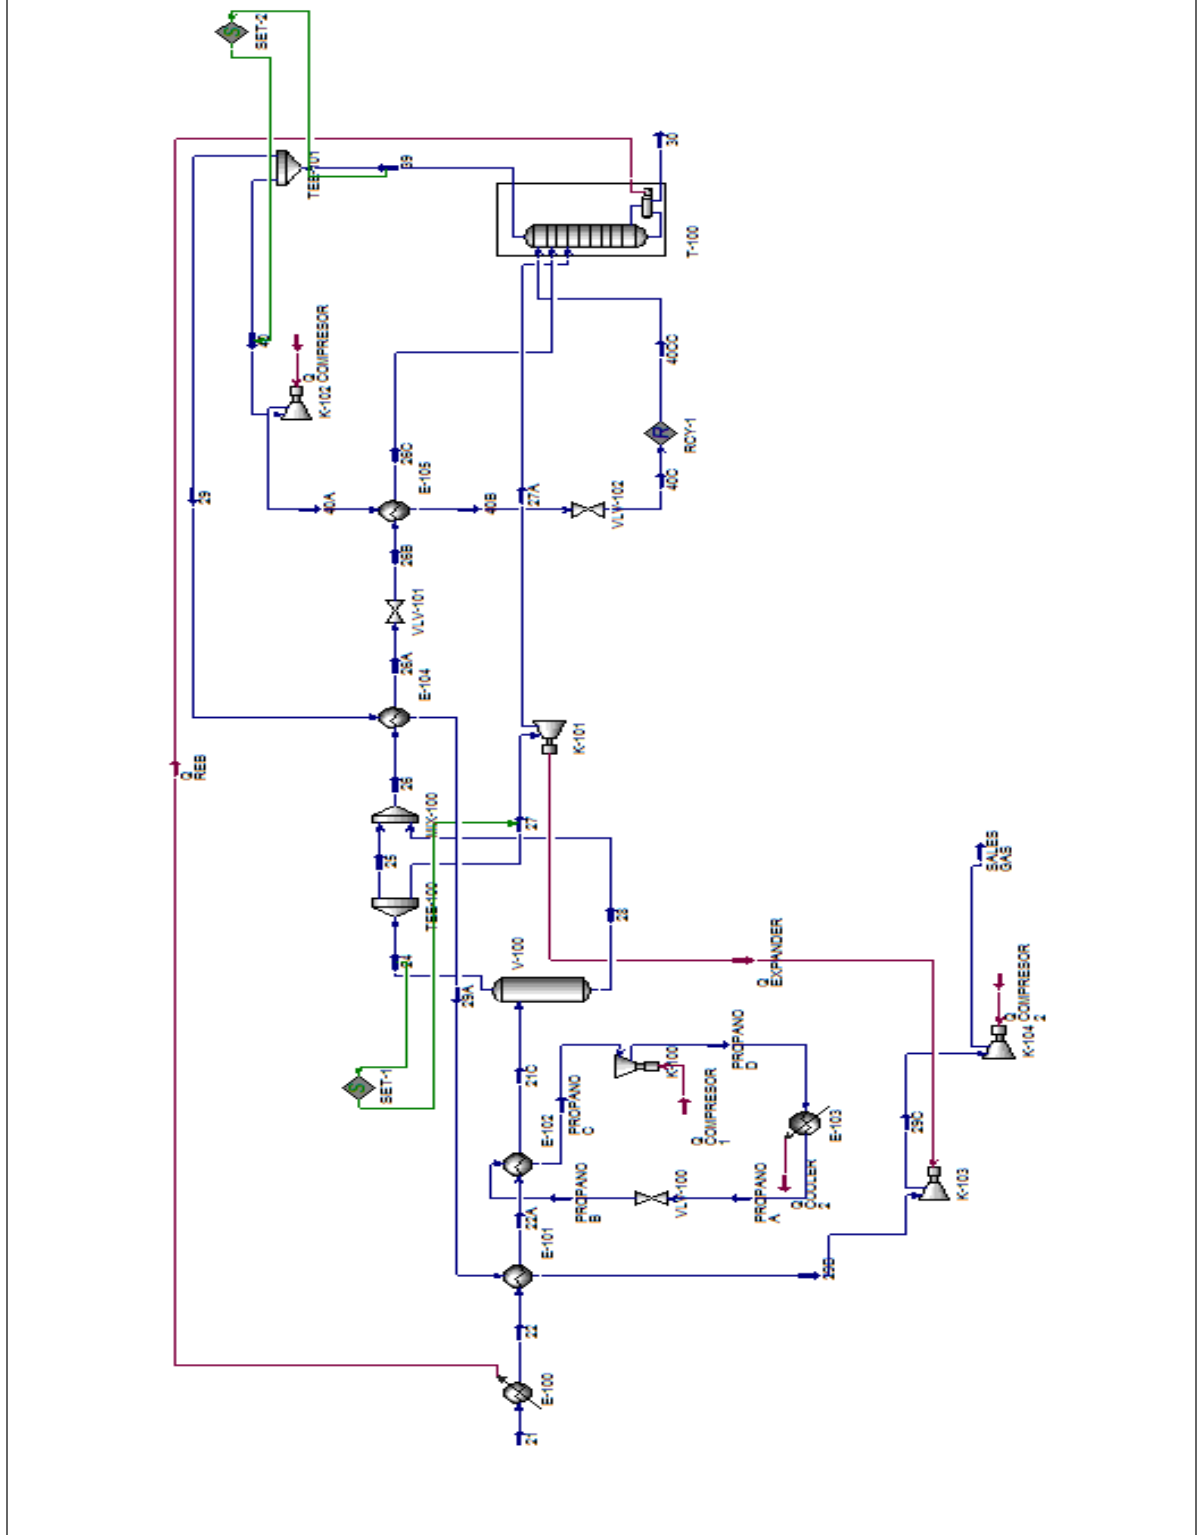 SET-2
TEE-101
39
30
T-100
40
Q
COMPRESOR
K-102
40CC
RCY-1
29
40A
26C
E-105
40B
27A
VLV-102
40C
26B
VLV-101
26A
E-104
Q
REB
K-101
26
MIX-100
27
25
TEE-100
28
SALES
GAS
24
V-100
29A
Q
EXPANDER
SET-1
21C
E-102
PROPANO
C
K-100
PROPANO
D
Q
COMPRESOR
1
Q
COMPRESOR
2
K-104
29C
E-103
22A
E-101
PROPANO
B
VLV-100
PROPANO
A
Q
COOLER
2
K-103
29B
22
E-100
21